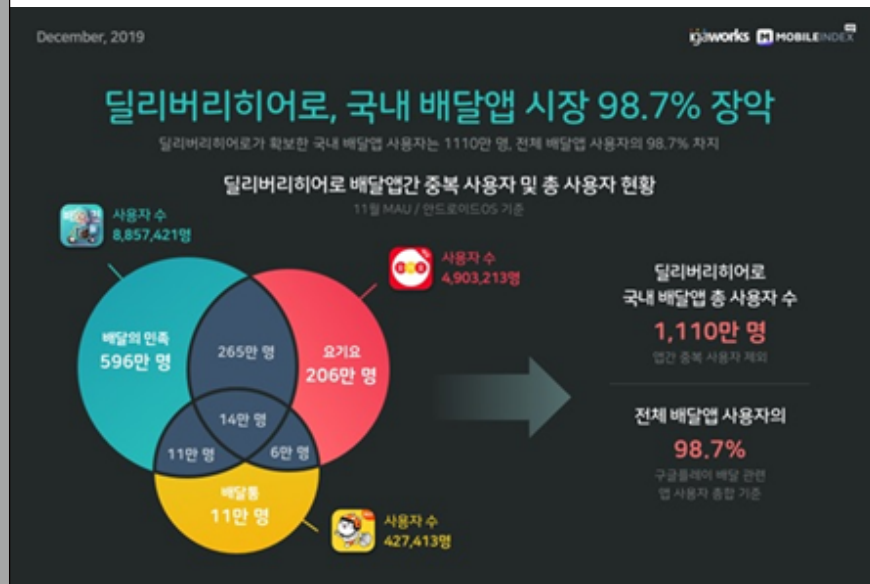 December, 2019
igaworks MOBILEINDEX
딜리버리히어로, 국내 배달앱 시장 98.7% 장악
딜리버리히어로가 확보한 국내 배달앱 사용자는 1110만 명, 전체 배달앱 사용자의 98.7% 차지
딜리버리히어로 배달앱간 중복 사용자 및 총 사용자 현황
11월 MAU / 안드로이드OS 기준
사용자 수
8,857,421명
사용자 수
4,903,213명
배달의 민족
596만 명
265만 명
요기요
206만 명
14만 명
11만 명
6만 명
배달통
11만 명
사용자 수
427,413명
딜리버리히어로
국내 배달앱 총 사용자 수
1,110만 명
앱간 중복 사용자 제외
전체 배달앱 사용자의
98.7%
구글플레이 배달 관련
앱 사용자 총합 기준